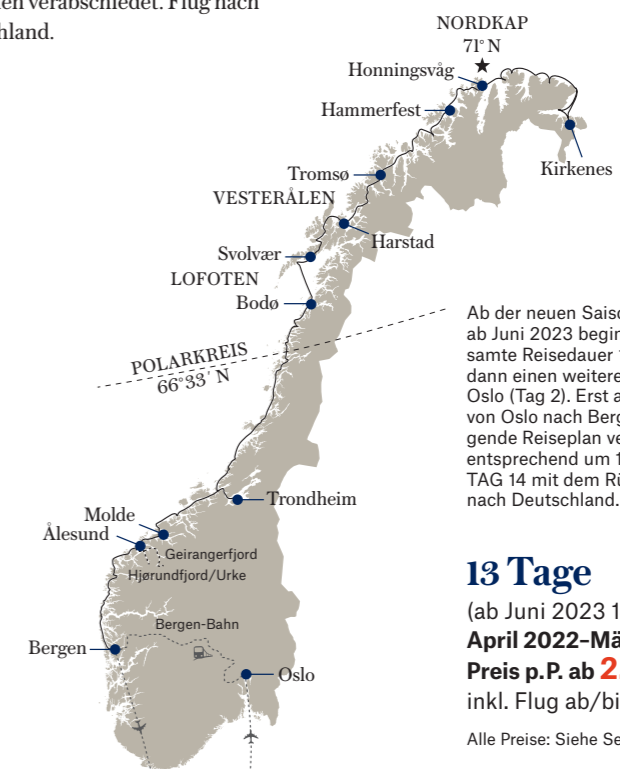 en verabschiedet. Flug nach
hland.
NORDKAP
71° N
Honningsvåg
Hammerfest
Kirkenes
Tromsø
VESTERÅLEN
Harstad
Svolvær
LOFOTEN
Bodø
POLARKREIS
66°33' N
Ab der neuen Saiso
ab Juni 2023 begin
samte Reisedauer 1
dann einen weitere
Oslo (Tag 2). Erst a
von Oslo nach Berg
gende Reiseplan ve
entsprechend um 1
TAG 14 mit dem Rü
nach Deutschland.
Trondheim
Molde
Ålesund
Geirangerfjord
Hjørundfjord/Urke
Bergen-Bahn
Bergen
Oslo
13 Tage
(ab Juni 2023 1
April 2022–Mä
Preis p.P. ab 2.
inkl. Flug ab/bi
Alle Preise: Siehe Se